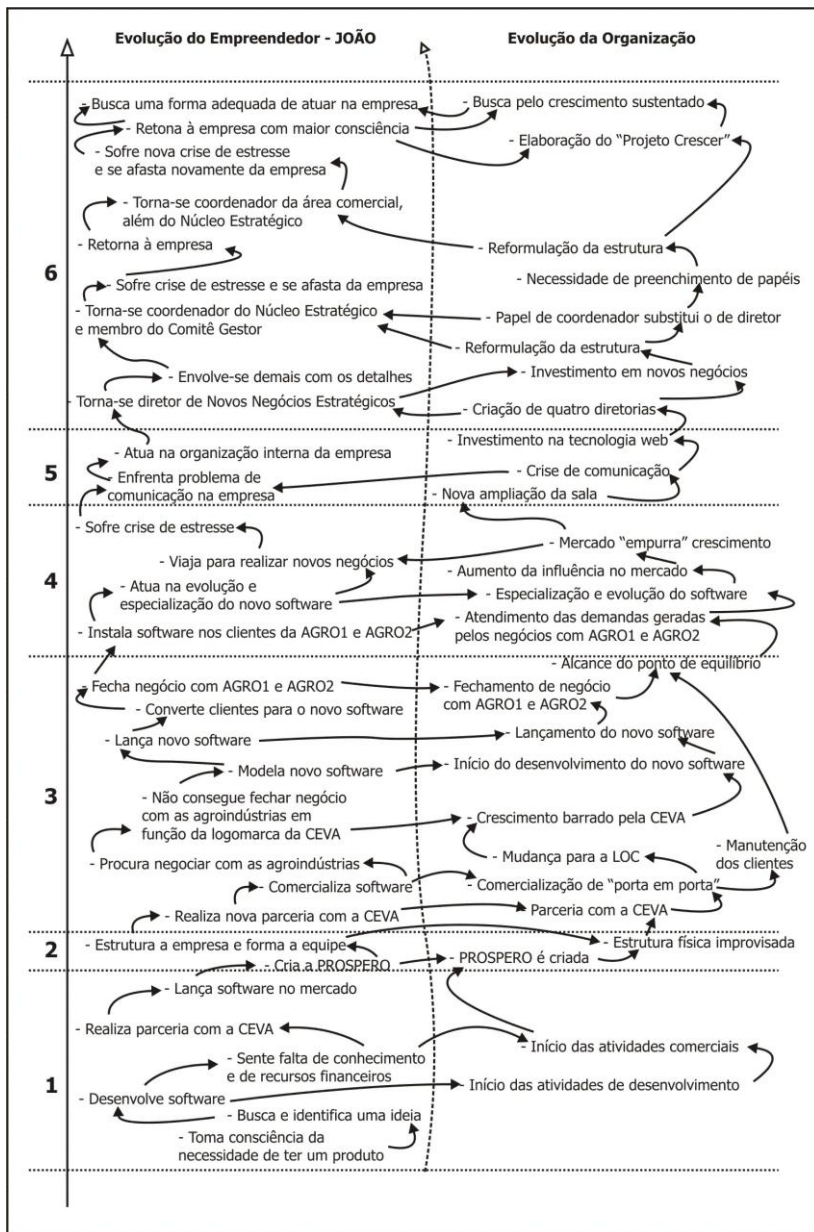 Evolução do Empreendedor - JOÃO
Evolução da Organização
6
- Busca uma forma adequada de atuar na empresa
- Busca pelo crescimento sustentado
- Retona à empresa com maior consciência
- Elaboração do “Projeto Crescer”
- Sofre nova crise de estresse
e se afasta novamente da empresa
- Torna-se coordenador da área comercial,
além do Núcleo Estratégico
- Retorna à empresa
- Reformulação da estrutura
- Necessidade de preenchimento de papéis
- Sofre crise de estresse e se afasta da empresa
- Torna-se coordenador do Núcleo Estratégico
e membro do Comitê Gestor
- Papel de coordenador substitui o de diretor
- Reformulação da estrutura
- Envolve-se demais com os detalhes
- Investimento em novos negócios
- Torna-se diretor de Novos Negócios Estratégicos
- Criação de quatro diretorias
5
- Atua na organização interna da empresa
- Investimento na tecnologia web
- Enfrenta problema de
comunicação na empresa
- Crise de comunicação
- Nova ampliação da sala
4
- Sofre crise de estresse
- Mercado “empurra” crescimento
- Viaja para realizar novos negócios
- Aumento da influência no mercado
- Atua na evolução e
especialização do novo software
- Especialização e evolução do software
- Instala software nos clientes da AGRO1 e AGRO2
- Atendimento das demandas geradas
pelos negócios com AGRO1 e AGRO2
3
- Alcance do ponto de equilíbrio
- Fecha negócio com AGRO1 e AGRO2
- Fechamento de negócio
com AGRO1 e AGRO2
- Converte clientes para o novo software
- Lança novo software
- Lançamento do novo software
- Modela novo software
- Início do desenvolvimento do novo software
- Não consegue fechar negócio
com as agroindústrias em
função da logomarca da CEVA
- Crescimento barrado pela CEVA
- Procura negociar com as agroindústrias
- Mudança para a LOC
- Manutenção
dos clientes
- Comercializa software
- Comercialização de “porta em porta”
- Realiza nova parceria com a CEVA
- Parceria com a CEVA
2
- Estrutura a empresa e forma a equipe
- Estrutura física improvisada
- Cria a PROSPERO
- PROSPERO é criada
1
- Lança software no mercado
- Realiza parceria com a CEVA
- Início das atividades comerciais
- Sente falta de conhecimento
e de recursos financeiros
- Desenvolve software
- Início das atividades de desenvolvimento
- Busca e identifica uma ideia
- Toma consciência da
necessidade de ter um produto